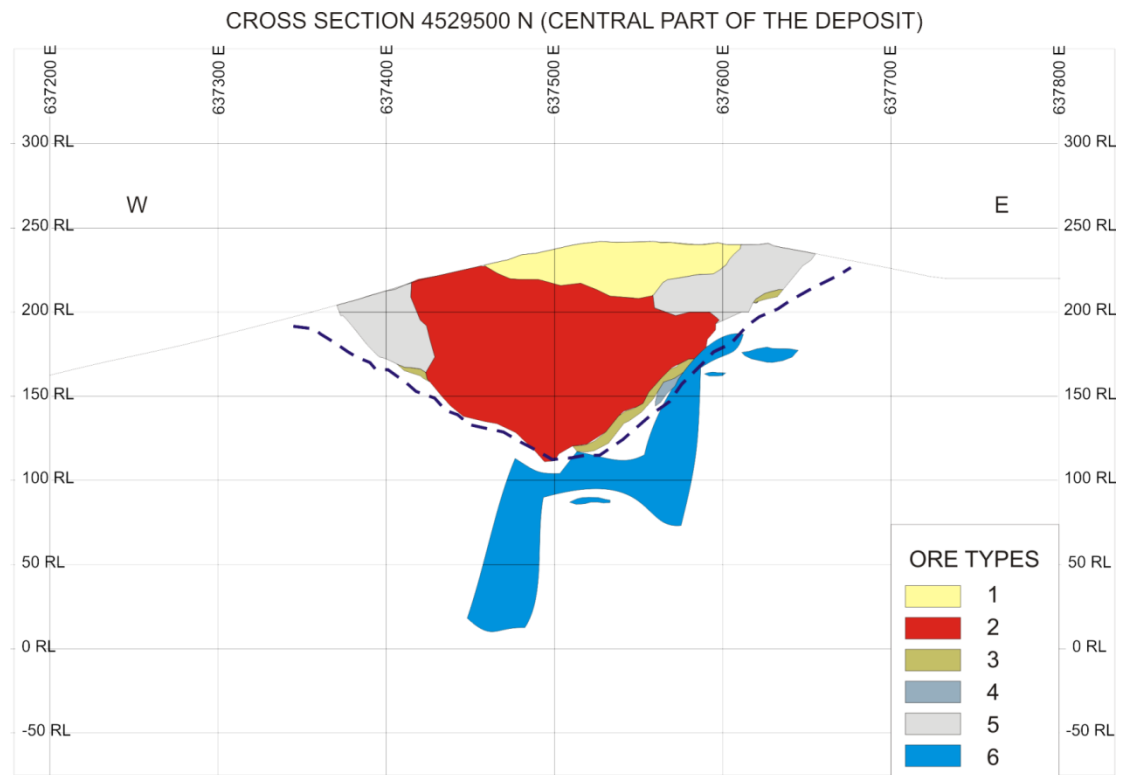 CROSS SECTION 4529500 N (CENTRAL PART OF THE DEPOSIT)
637200 E
637300 E
637400 E
637500 E
637600 E
637700 E
637800 E
300 RL 300 RL
W E
250 RL 250 RL
200 RL 200 RL
150 RL 150 RL
100 RL 100 RL
50 RL 50 RL
ORE TYPES
1
2
0 RL 0 RL
3
4
5
-50 RL -50 RL
6